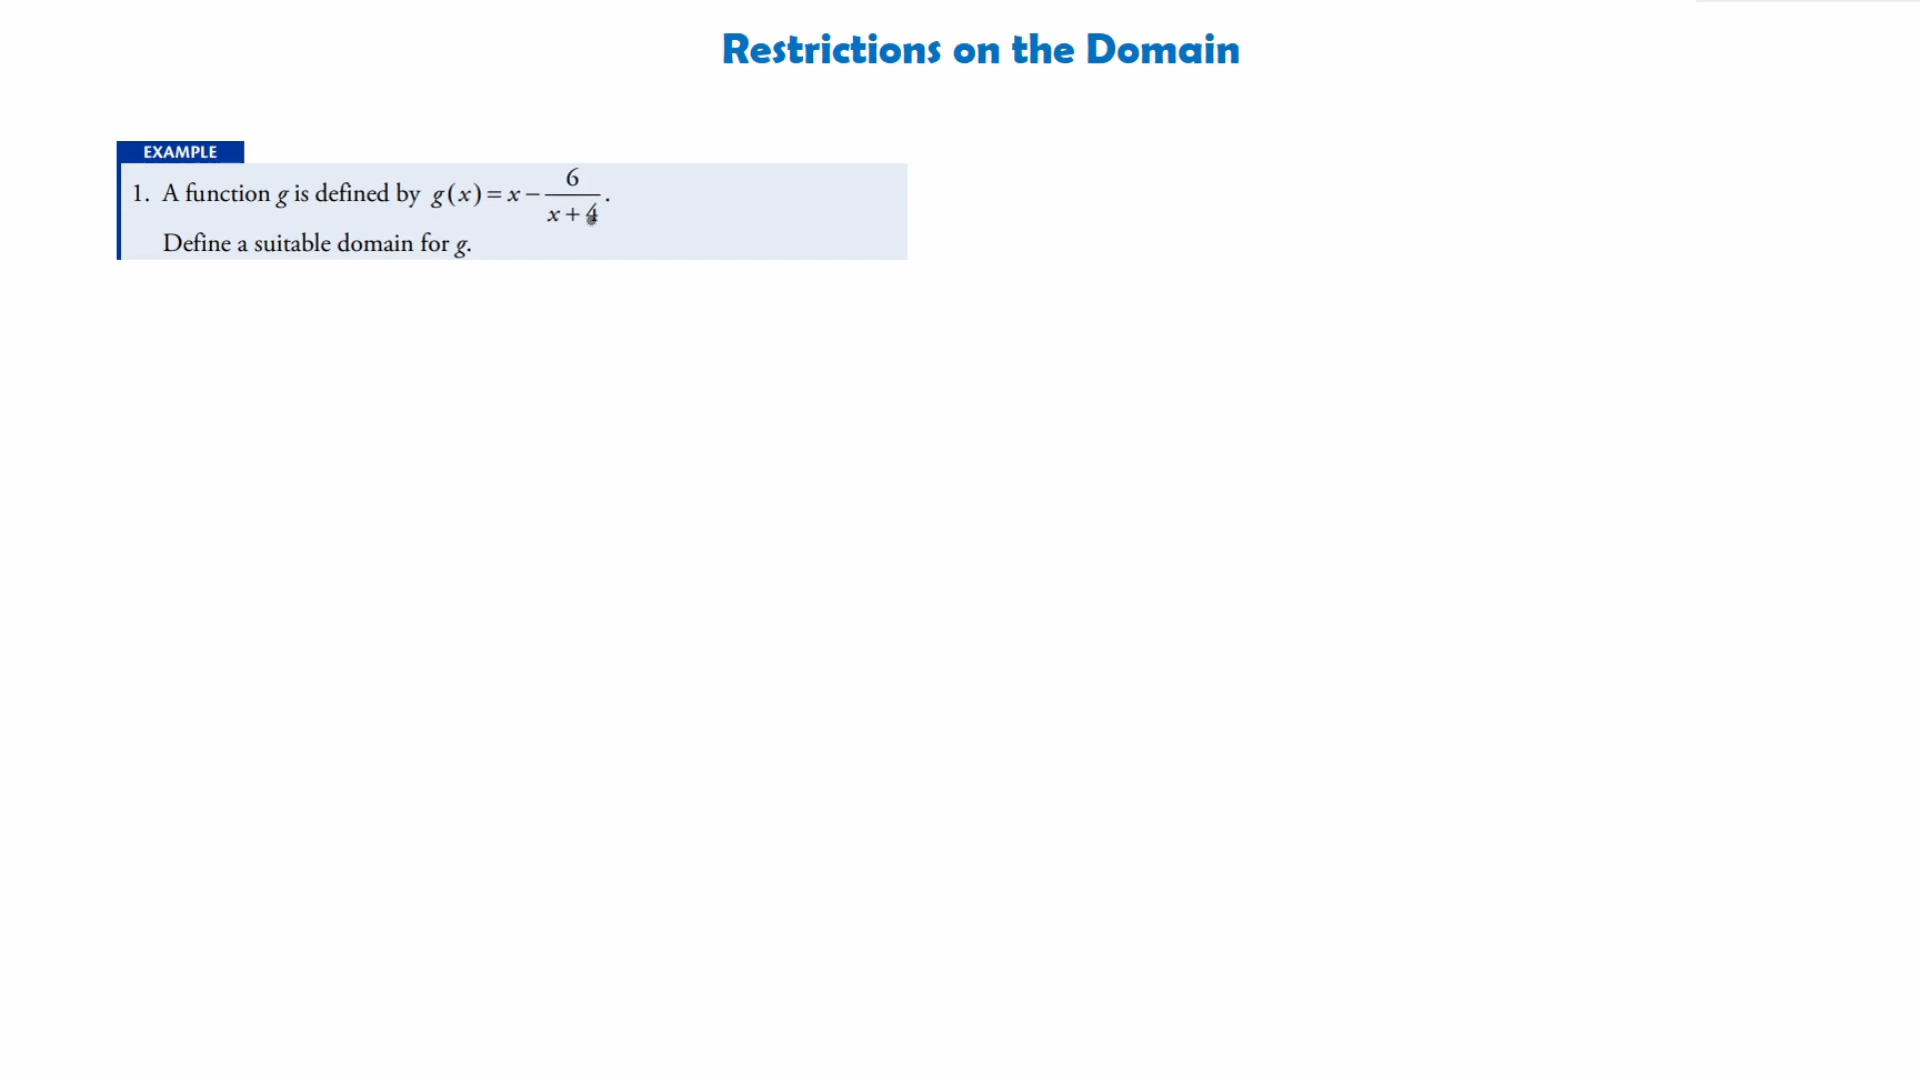 Restrictions on the Domain
EXAMPLE
1. A function g is defined by g(x) = x − 6/(x + 4).
Define a suitable domain for g.